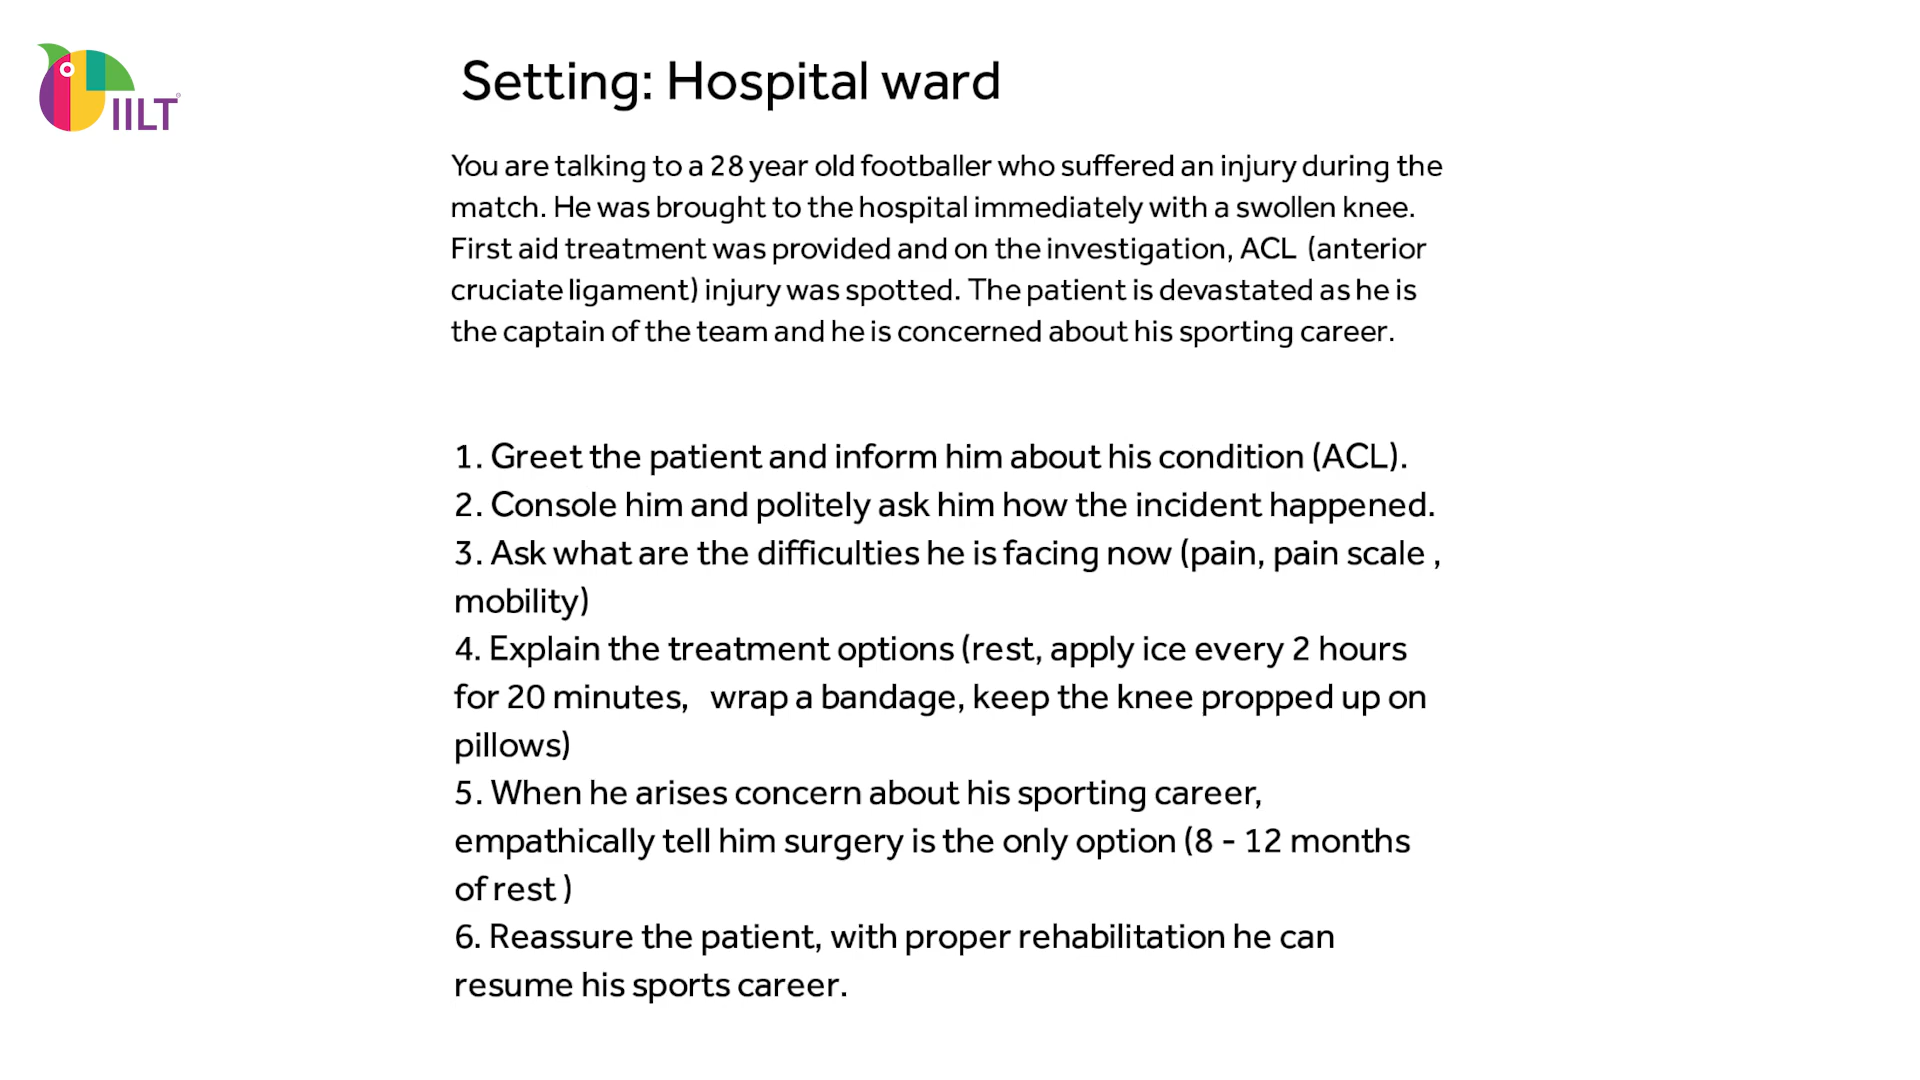 IILT
Setting: Hospital ward
You are talking to a 28 year old footballer who suffered an injury during the
match. He was brought to the hospital immediately with a swollen knee.
First aid treatment was provided and on the investigation, ACL (anterior
cruciate ligament) injury was spotted. The patient is devastated as he is
the captain of the team and he is concerned about his sporting career.
1. Greet the patient and inform him about his condition (ACL).
2. Console him and politely ask him how the incident happened.
3. Ask what are the difficulties he is facing now (pain, pain scale ,
mobility)
4. Explain the treatment options (rest, apply ice every 2 hours
for 20 minutes, wrap a bandage, keep the knee propped up on
pillows)
5. When he arises concern about his sporting career,
empathically tell him surgery is the only option (8 - 12 months
of rest )
6. Reassure the patient, with proper rehabilitation he can
resume his sports career.